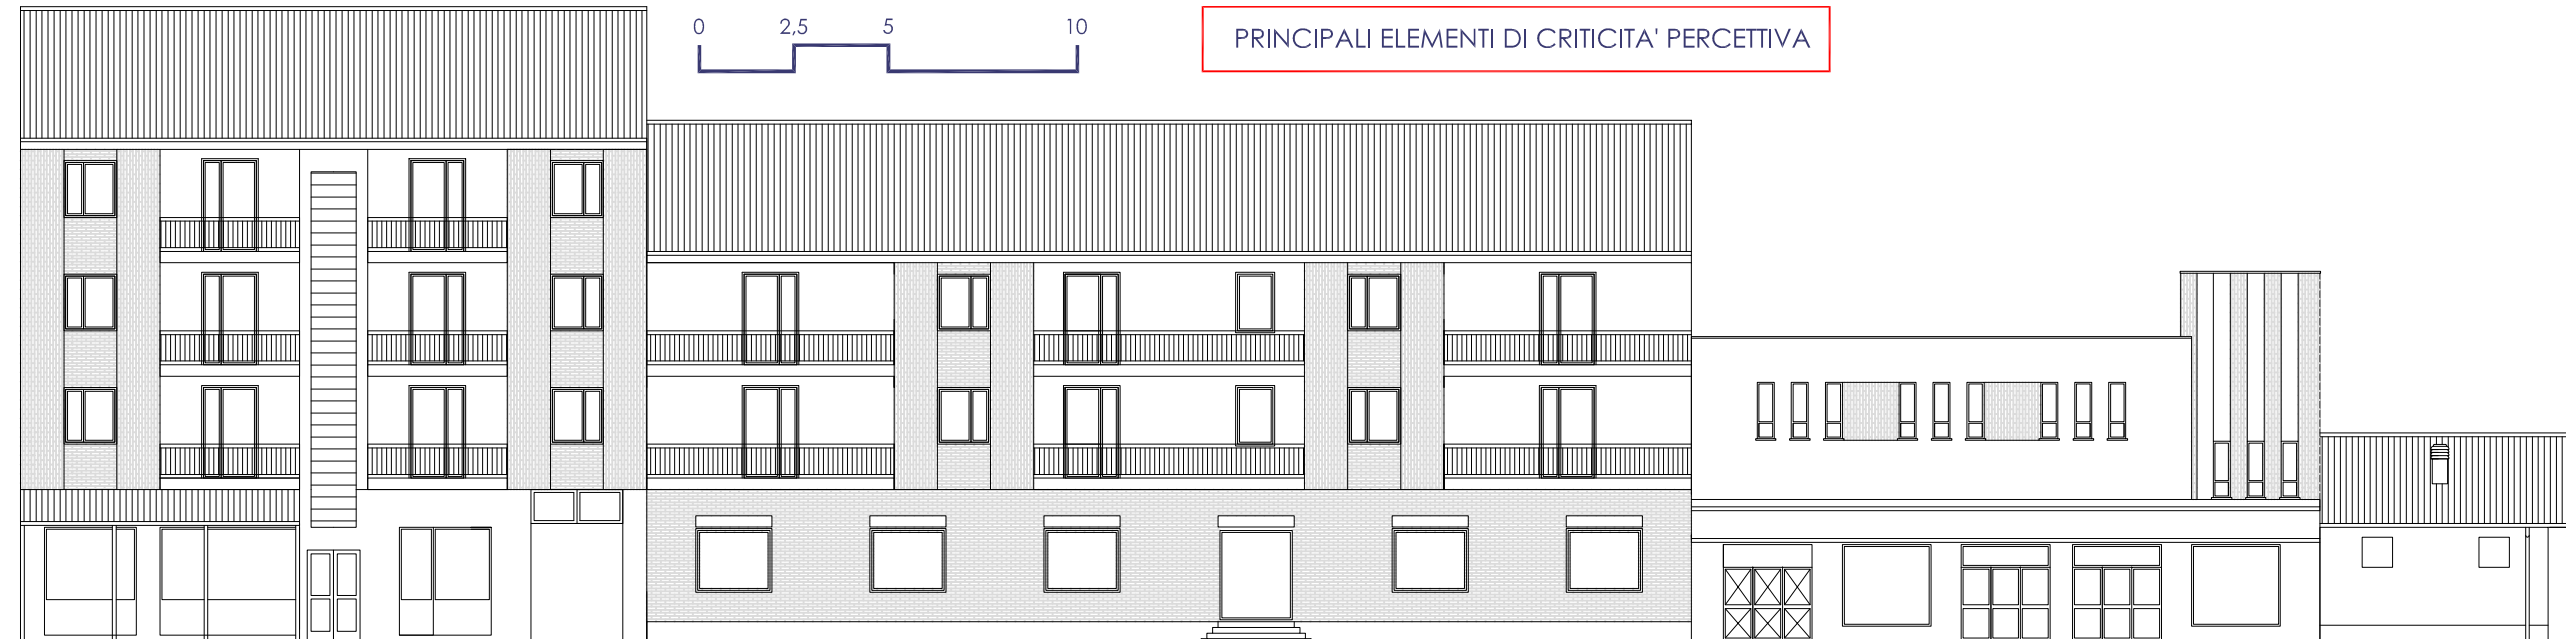 0 2,5 5 10
PRINCIPALI ELEMENTI DI CRITICITA' PERCETTIVA